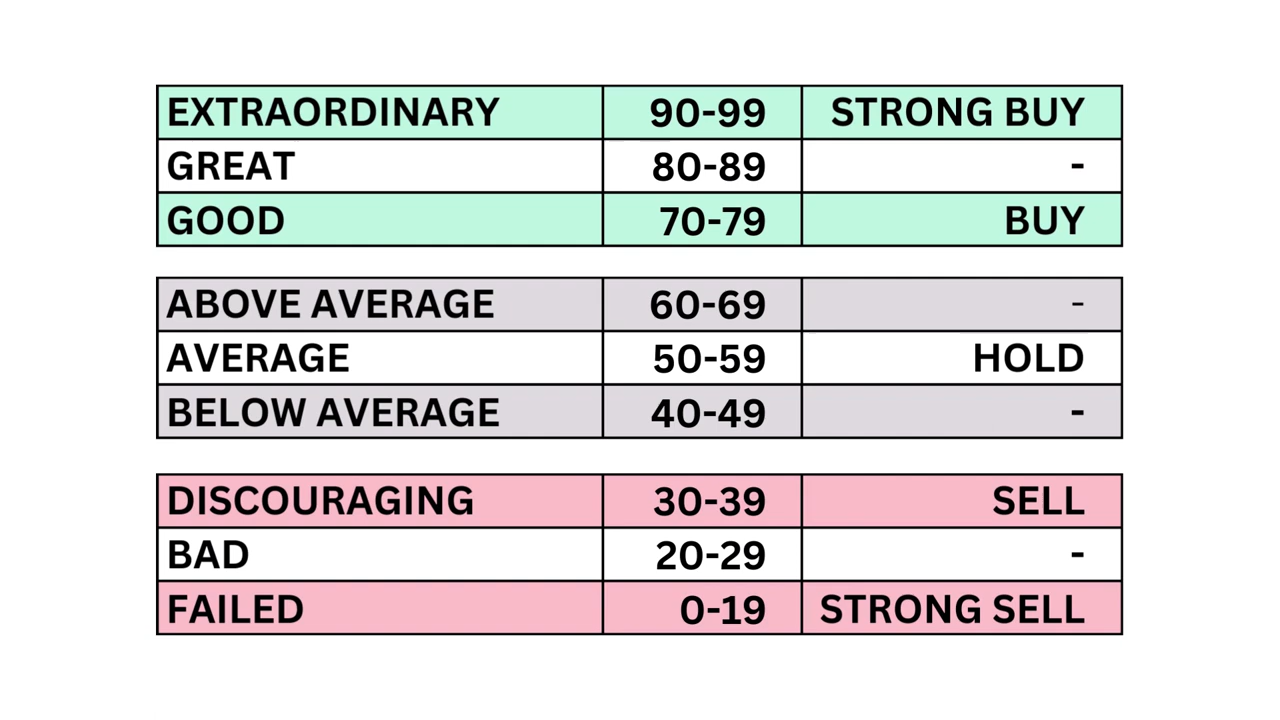 EXTRAORDINARY 90-99 STRONG BUY
GREAT 80-89 -
GOOD 70-79 BUY
ABOVE AVERAGE 60-69 -
AVERAGE 50-59 HOLD
BELOW AVERAGE 40-49 -
DISCOURAGING 30-39 SELL
BAD 20-29 -
FAILED 0-19 STRONG SELL